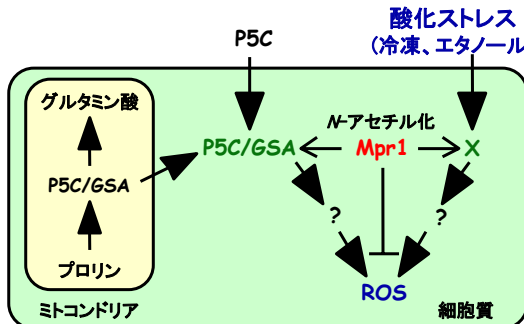 酸化ストレス
P5C
(冷凍、エタノール
グルタミン酸
N-アセチル化
P5C/GSA
Mpr1
X
P5C/GSA
?
?
プロリン
ROS
ミトコンドリア
細胞質